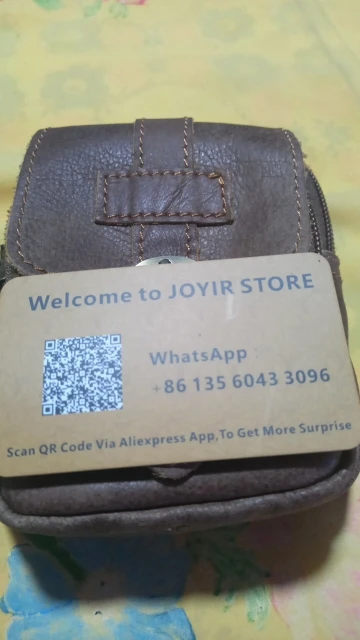 Welcome to JOYIR STORE
WhatsApp :
+86 135 6043 3096
Scan QR Code Via Aliexpress App,To Get More Surprise